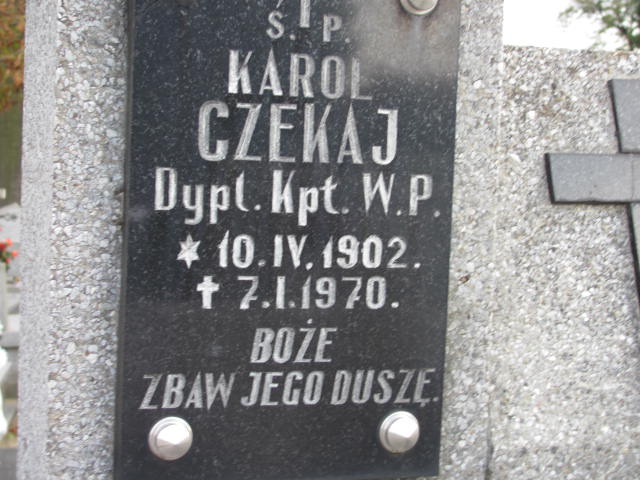 Ś. P.
KAROL
CZEKAJ
Dypl. Kpt. W.P.
* 10.IV.1902.
✝ 7.I.1970.
BOŻE
ZBAW JEGO DUSZĘ.